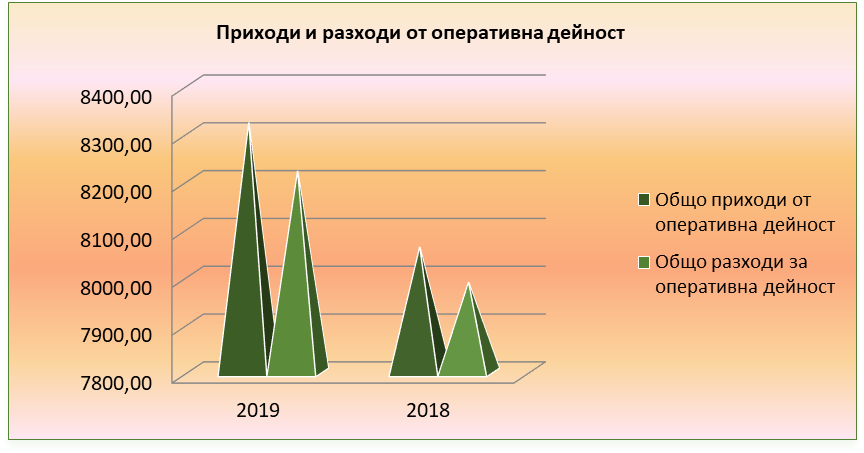 Приходи и разходи от оперативна дейност
8400,00
8300,00
8200,00
8100,00
8000,00
7900,00
7800,00
2019
2018
Общо приходи от
оперативна дейност
Общо разходи за
оперативна дейност